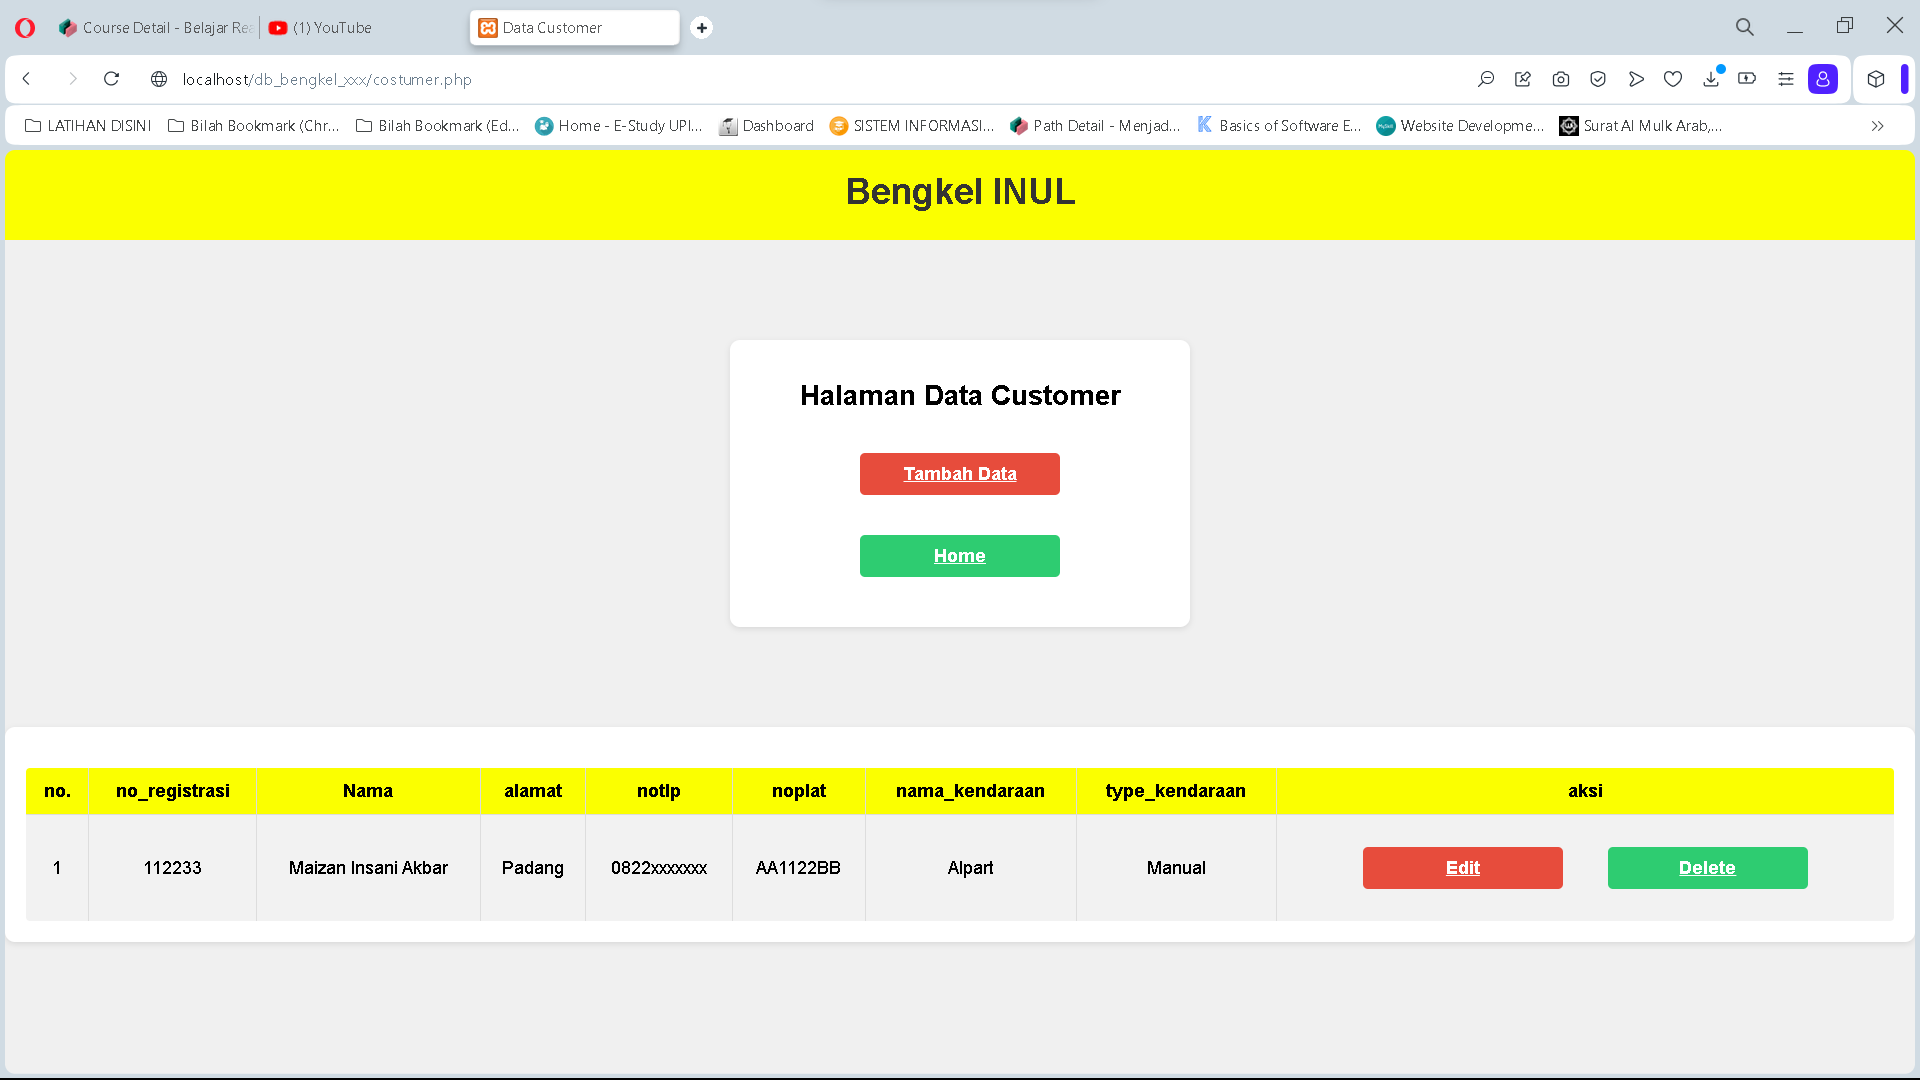 Course Detail - Belajar Rea
(1) YouTube
Data Customer
localhost/db_bengkel_xxx/costumer.php
LATIHAN DISINI
Bilah Bookmark (Chr...
Bilah Bookmark (Ed...
Home - E-Study UPI...
Dashboard
SISTEM INFORMASI...
Path Detail - Menjad...
Basics of Software E...
Website Developme...
Surat Al Mulk Arab,...
Bengkel INUL
Halaman Data Customer
Tambah Data
Home
no. no_registrasi Nama alamat notlp noplat nama_kendaraan type_kendaraan aksi
1 112233 Maizan Insani Akbar Padang 0822xxxxxxx AA1122BB Alpart Manual Edit Delete